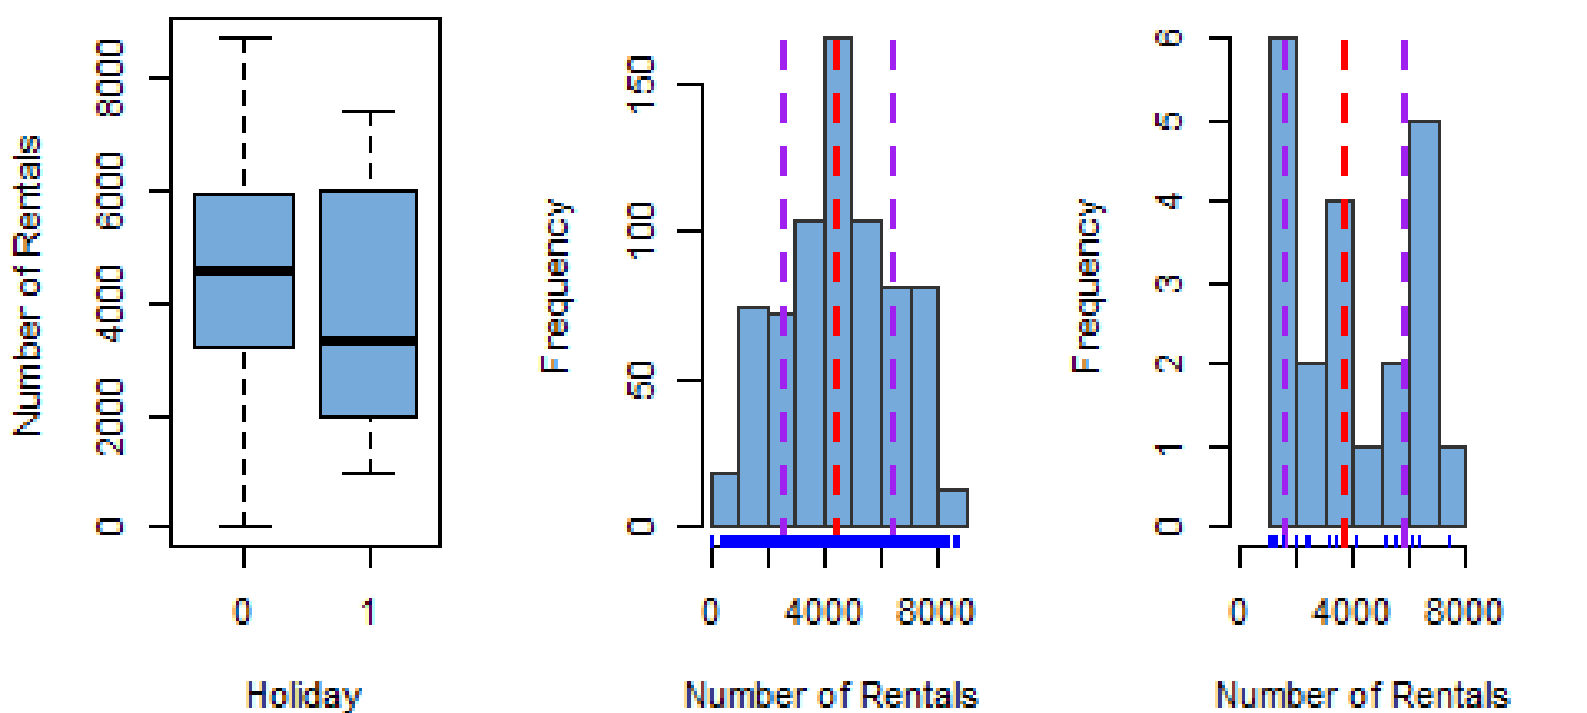 Number of Rentals
8000
6000
4000
2000
0
0 1
Holiday
Frequency
150
100
50
0
0 4000 8000
Number of Rentals
Frequency
6
5
4
3
2
1
0
0 4000 8000
Number of Rentals